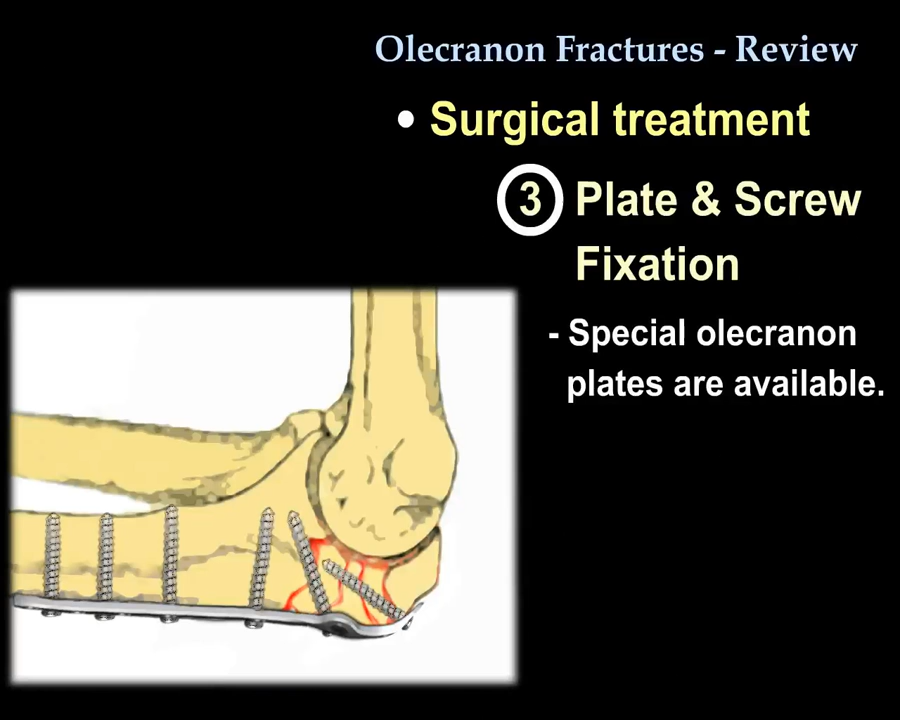 Olecranon Fractures - Review
• Surgical treatment
3 Plate & Screw
Fixation
- Special olecranon
plates are available.